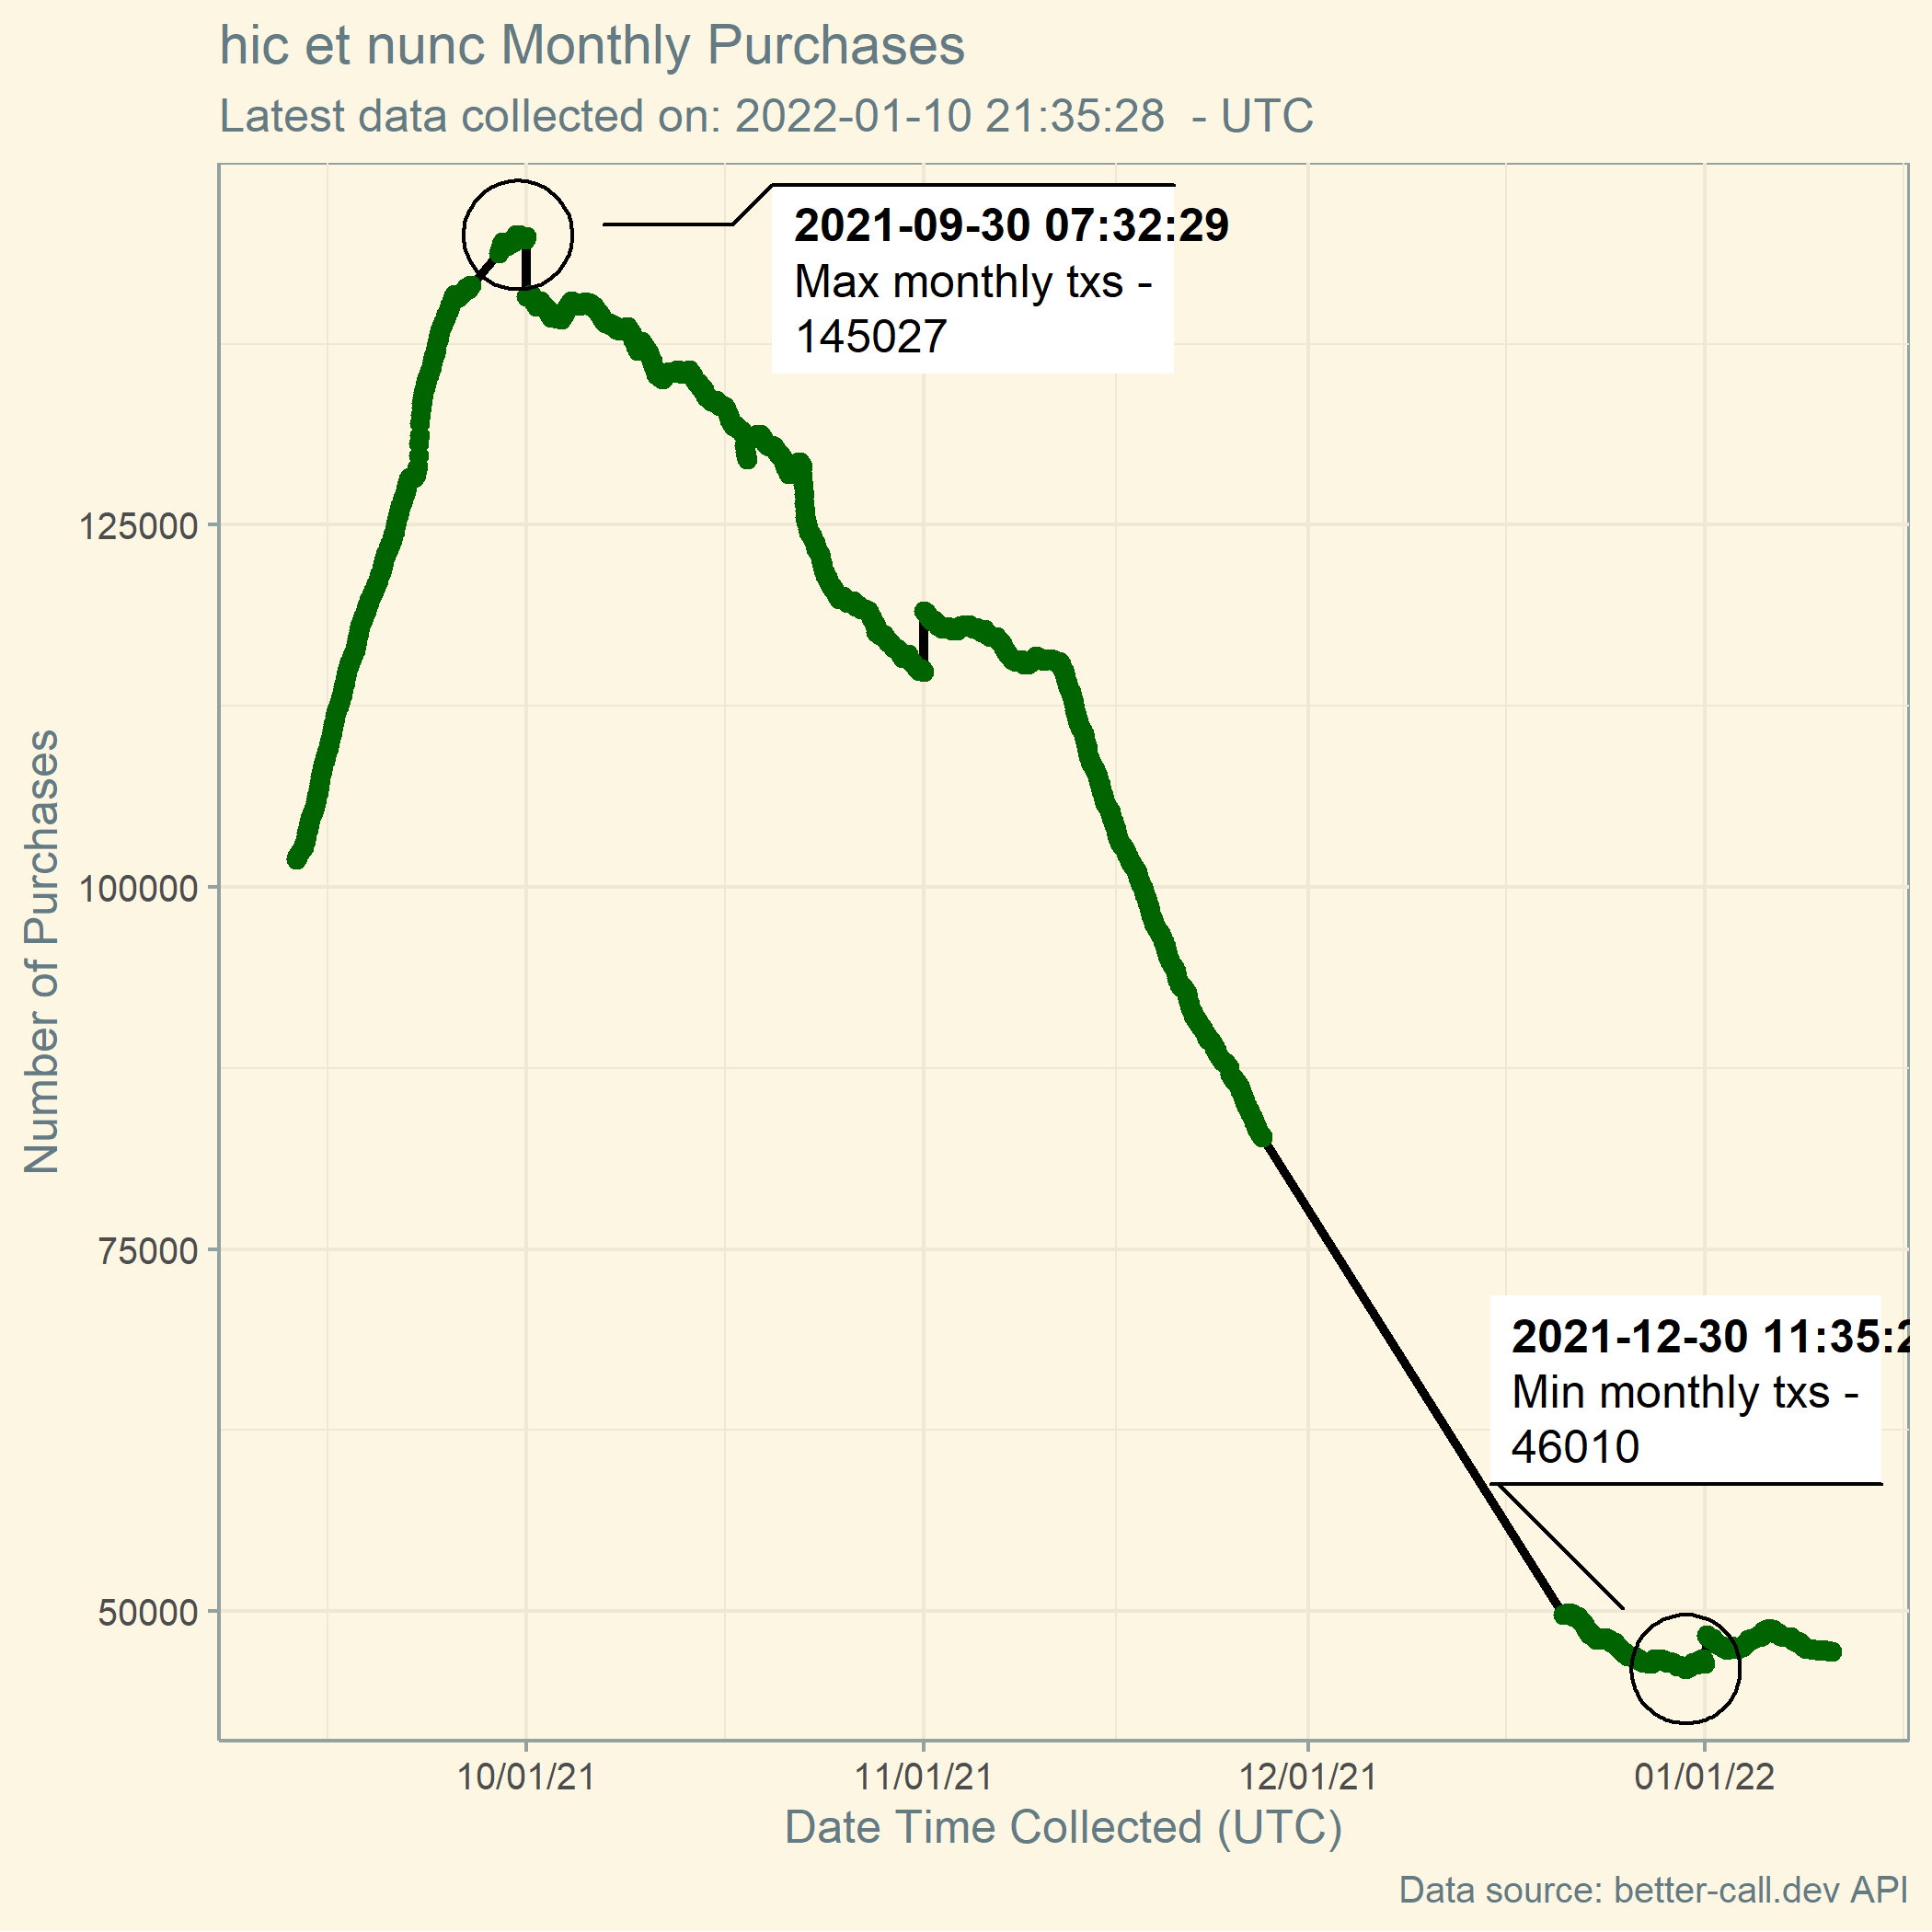 hic et nunc Monthly Purchases
Latest data collected on: 2022-01-10 21:35:28 - UTC
2021-09-30 07:32:29
Max monthly txs -
145027
125000
100000
75000
50000
Number of Purchases
2021-12-30 11:35:2
Min monthly txs -
46010
10/01/21
11/01/21
12/01/21
01/01/22
Date Time Collected (UTC)
Data source: better-call.dev API